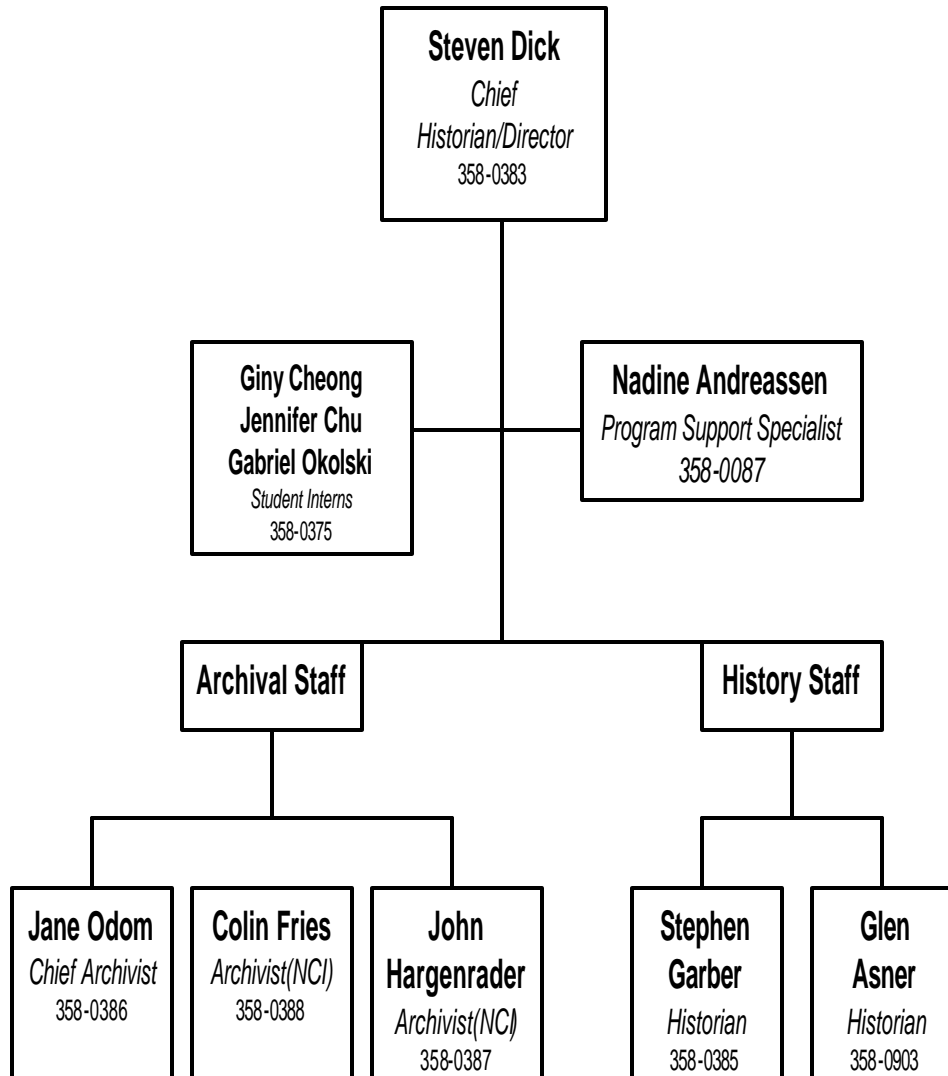 Steven Dick
Chief
Historian/Director
358-0383
Giny Cheong
Jennifer Chu
Gabriel Okolski
Student Interns
358-0375
Nadine Andreassen
Program Support Specialist
358-0087
Archival Staff
History Staff
Jane Odom
Chief Archivist
358-0386
Colin Fries
Archivist(NCI)
358-0388
John
Hargenrader
Archivist(NCI)
358-0387
Stephen
Garber
Historian
358-0385
Glen
Asner
Historian
358-0903